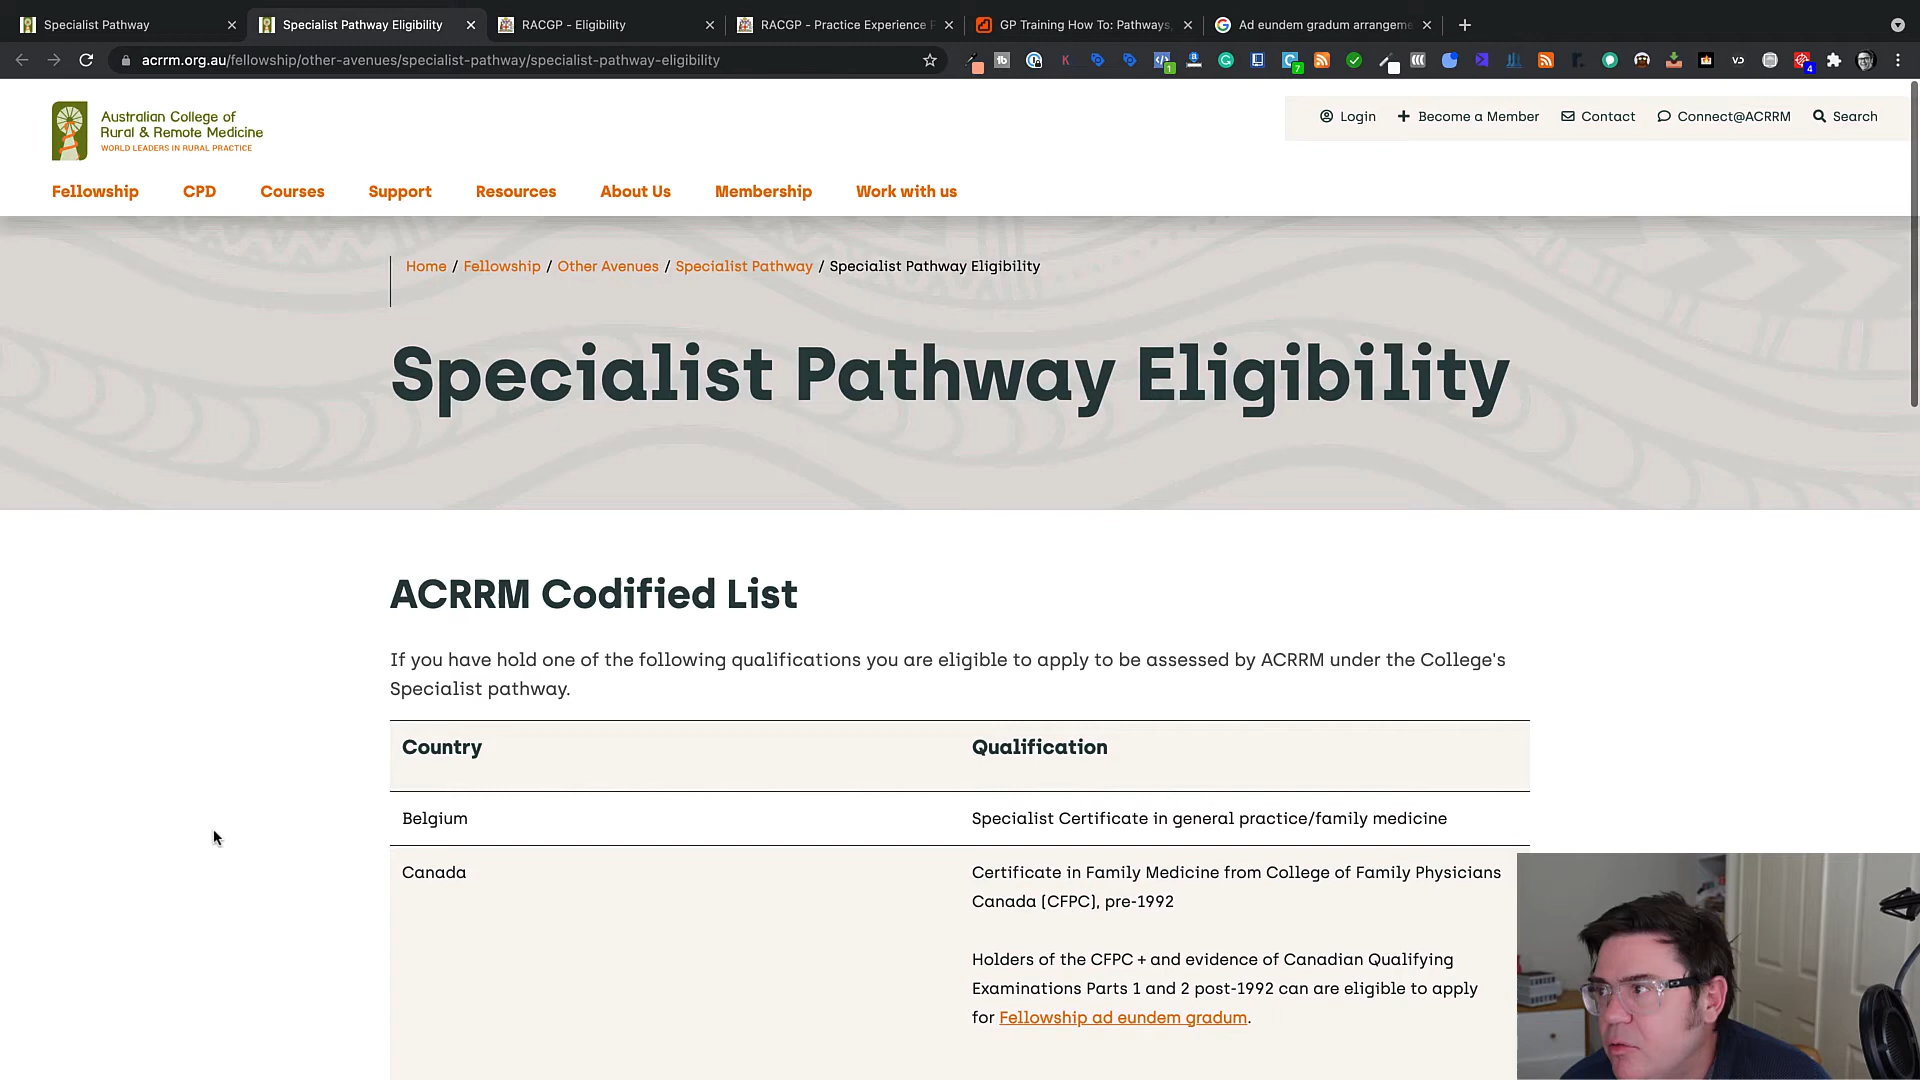 Specialist Pathway
Specialist Pathway Eligibility
RACGP - Eligibility
RACGP - Practice Experience P
GP Training How To: Pathways,
Ad eundem gradum arrangeme
acrrm.org.au/fellowship/other-avenues/specialist-pathway/specialist-pathway-eligibility
Australian College of
Rural & Remote Medicine
WORLD LEADERS IN RURAL PRACTICE
Login
Become a Member
Contact
Connect@ACRRM
Search
Fellowship
CPD
Courses
Support
Resources
About Us
Membership
Work with us
Home / Fellowship / Other Avenues / Specialist Pathway / Specialist Pathway Eligibility
Specialist Pathway Eligibility
ACRRM Codified List
If you have hold one of the following qualifications you are eligible to apply to be assessed by ACRRM under the College's
Specialist pathway.
Country
Qualification
Belgium
Specialist Certificate in general practice/family medicine
Canada
Certificate in Family Medicine from College of Family Physicians
Canada (CFPC), pre-1992
Holders of the CFPC + and evidence of Canadian Qualifying
Examinations Parts 1 and 2 post-1992 can are eligible to apply
for Fellowship ad eundem gradum.